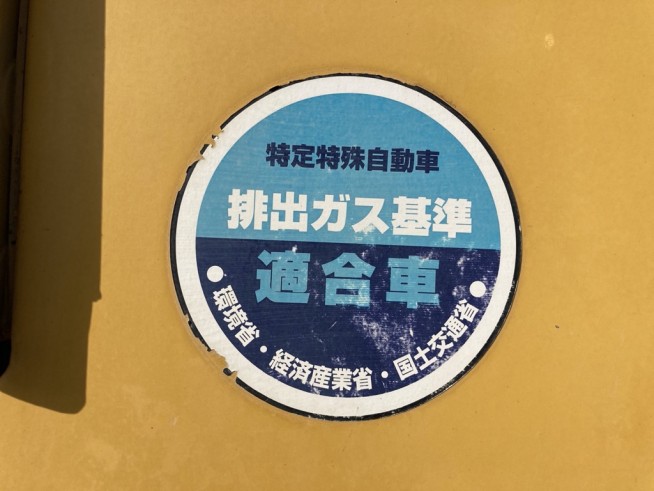 特定特殊自動車
排出ガス基準
適合車
・環境省・経済産業省・国土交通省・